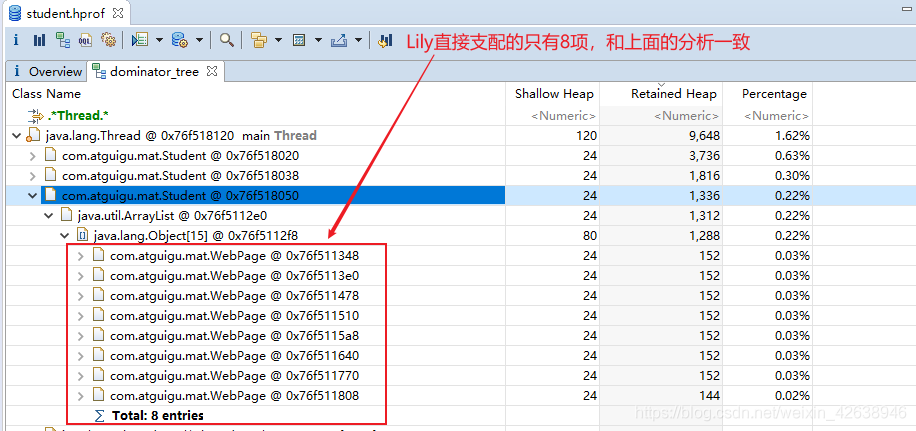 student.hprof
Lily直接支配的只有8项，和上面的分析一致
i Overview dominator_tree
Class Name Shallow Heap Retained Heap Percentage
.*Thread.* <Numeric> <Numeric> <Numeric>
java.lang.Thread @ 0x76f518120 main Thread 120 9,648 1.62%
com.atguigu.mat.Student @ 0x76f518020 24 3,736 0.63%
com.atguigu.mat.Student @ 0x76f518038 24 1,816 0.30%
com.atguigu.mat.Student @ 0x76f518050 24 1,336 0.22%
java.util.ArrayList @ 0x76f5112e0 24 1,312 0.22%
java.lang.Object[15] @ 0x76f5112f8 80 1,288 0.22%
com.atguigu.mat.WebPage @ 0x76f511348 24 152 0.03%
com.atguigu.mat.WebPage @ 0x76f5113e0 24 152 0.03%
com.atguigu.mat.WebPage @ 0x76f511478 24 152 0.03%
com.atguigu.mat.WebPage @ 0x76f511510 24 152 0.03%
com.atguigu.mat.WebPage @ 0x76f5115a8 24 152 0.03%
com.atguigu.mat.WebPage @ 0x76f511640 24 152 0.03%
com.atguigu.mat.WebPage @ 0x76f511770 24 152 0.03%
com.atguigu.mat.WebPage @ 0x76f511808 24 144 0.02%
Σ Total: 8 entries
https://blog.csdn.net/weixin_42638946